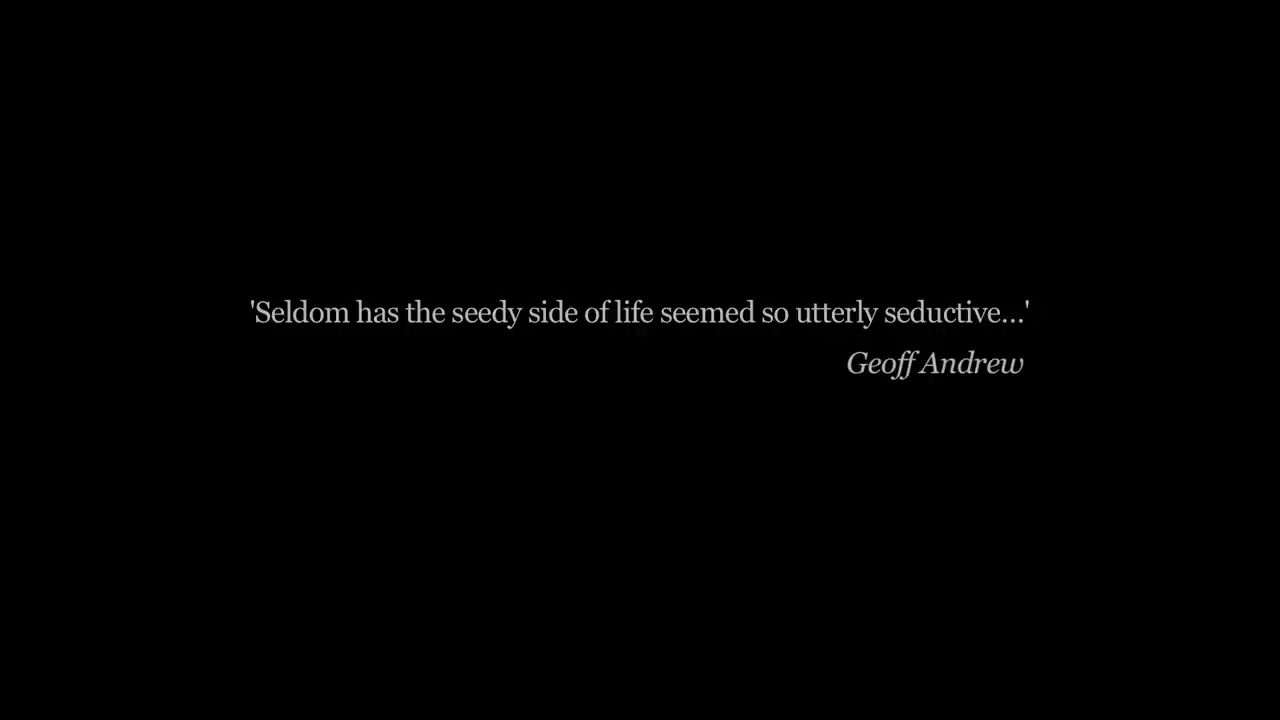 'Seldom has the seedy side of life seemed so utterly seductive...'
Geoff Andrew